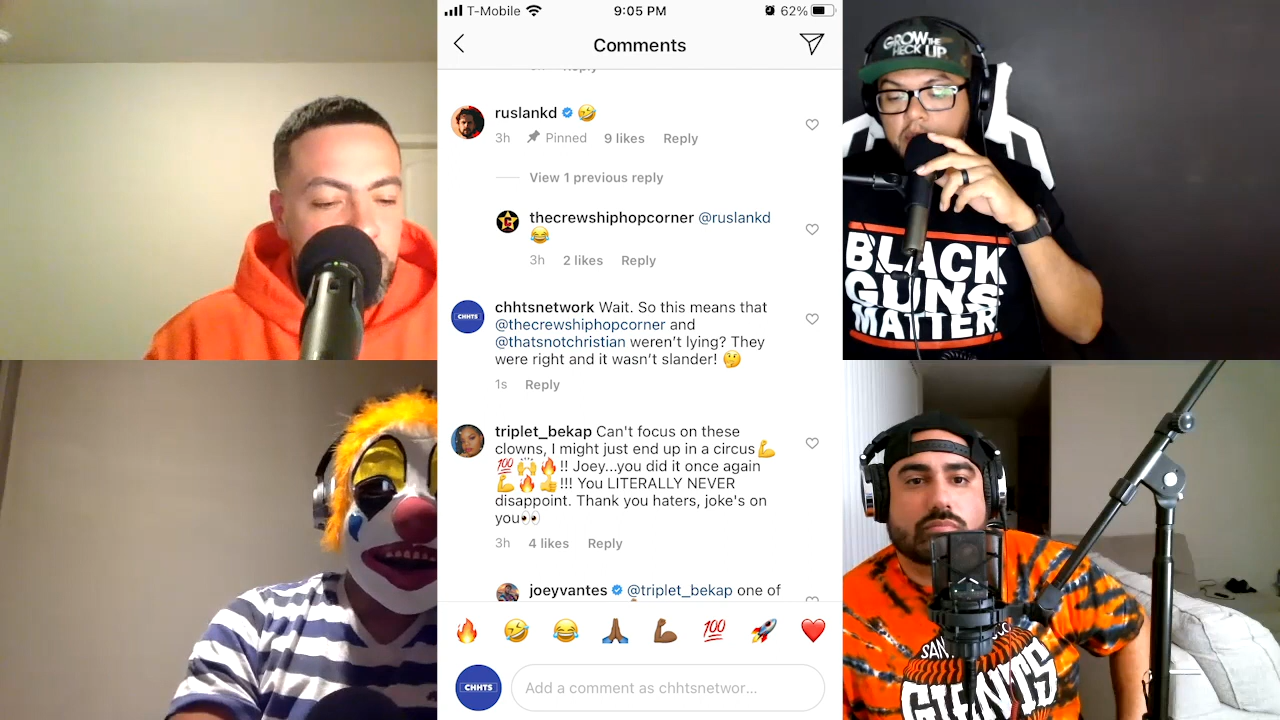 T-Mobile 9:05 PM 62%
Comments
Reply
ruslankd 🤣
3h Pinned 9 likes Reply
View 1 previous reply
thecrewshiphopcorner @ruslankd
😂
3h 2 likes Reply
CHHTS
chhtsnetwork Wait. So this means that
@thecrewshiphopcorner and
@thatsnotchristian weren't lying? They
were right and it wasn't slander! 🤔
1s Reply
triplet_bekap Can't focus on these
clowns, I might just end up in a circus💪
💯🙌🔥!! Joey...you did it once again
💪🔥👍!!! You LITERALLY NEVER
disappoint. Thank you haters, joke's on
you👀
3h 4 likes Reply
joeyvantes @triplet_bekap one of
🔥 🤣 😂 🙏🏾 💪🏾 💯 🚀 ❤️
CHHTS
Add a comment as chhtsnetwor...
GROW THE
HECK UP
BLACK
GUNS
MATTER
SAN
GIANTS